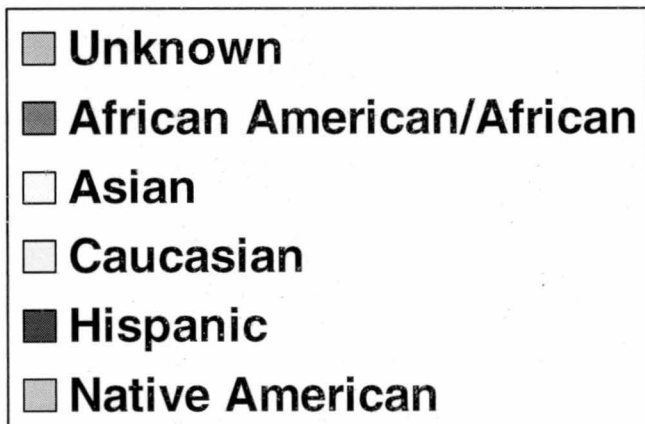 Unknown
African American/African
Asian
Caucasian
Hispanic
Native American